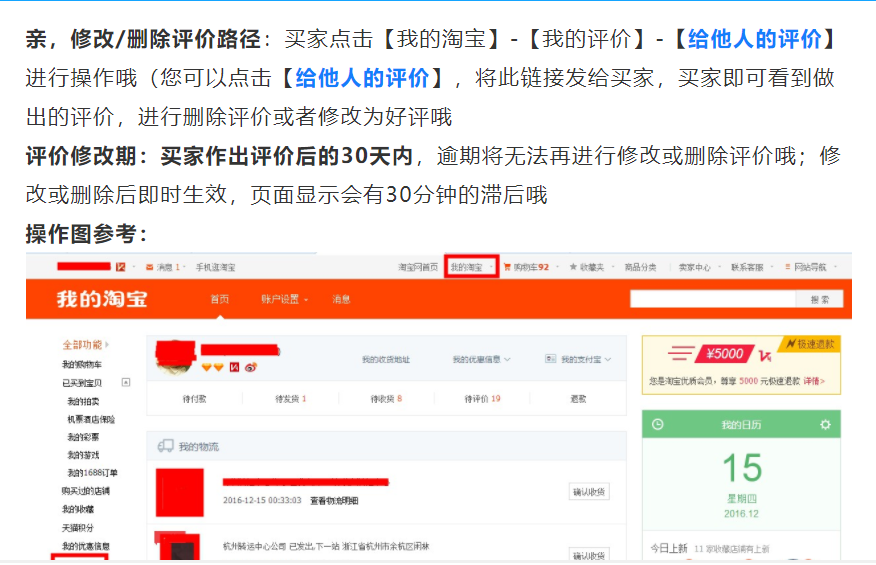 亲，修改/删除评价路径：买家点击【我的淘宝】-【我的评价】-【给他人的评价】
进行操作哦（您可以点击【给他人的评价】，将此链接发给买家，买家即可看到做
出的评价，进行删除评价或者修改为好评哦
评价修改期：买家作出评价后的30天内，逾期将无法再进行修改或删除评价哦；修
改或删除后即时生效，页面显示会有30分钟的滞后哦
操作图参考：
消息 1 手机逛淘宝 淘宝网首页 我的淘宝 购物车92 收藏夹 商品分类 卖家中心 联系客服 网站导航
我的淘宝 首页 账户设置 消息 搜索
全部功能
我的购物车
已买到宝贝
我的拍卖
机票酒店保险
我的彩票
我的游戏
我的1688订单
购买过的店铺
我的收藏
天猫积分
我的优惠信息
我的收货地址 我的优惠信息 我的支付宝
待付款 待发货 1 待收货 8 待评价 19 退款
我的物流
2016-12-15 00:33:03 查看物流明细 确认收货
杭州转运中心公司 已发出,下一站 浙江省杭州市余杭区闲林 确认收货
¥5000 极速退款
您是淘宝优质会员，尊享 5000 元极速退款 详情>
我的日历
15
星期四
2016.12
今日上新 11 家收藏店铺有上新